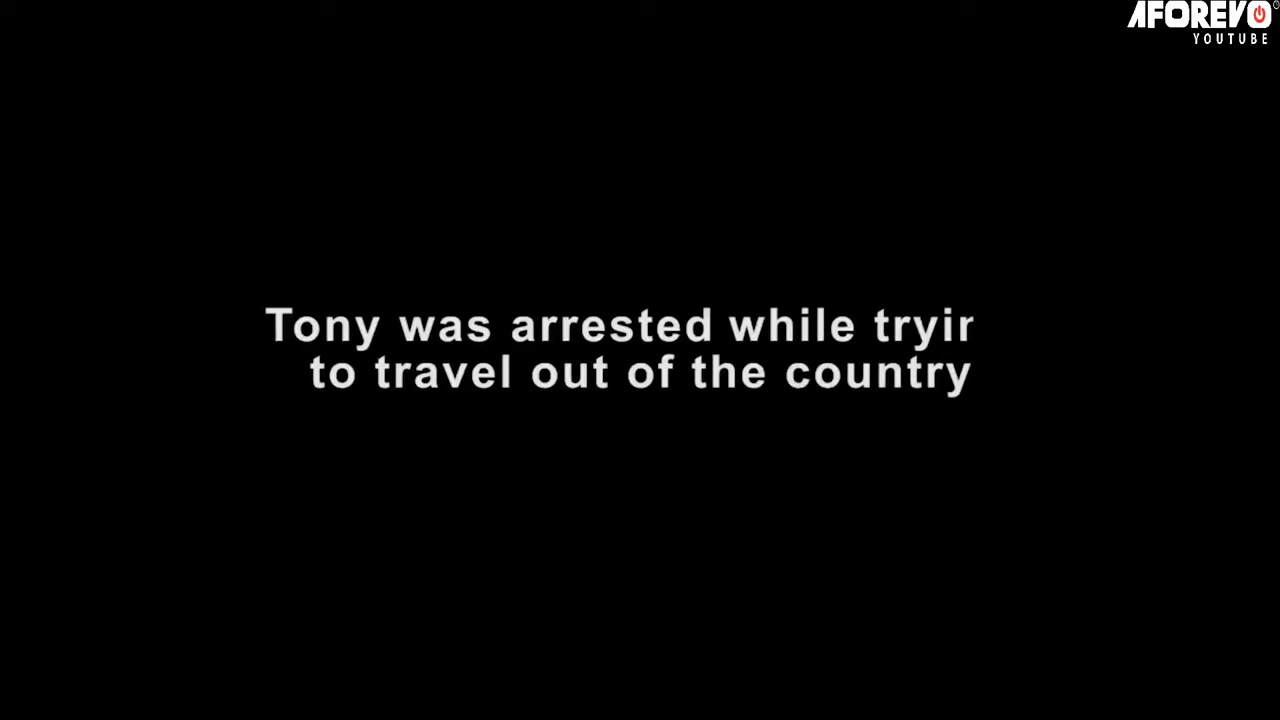 AFOREVO
YOUTUBE
Tony was arrested while tryir
to travel out of the country